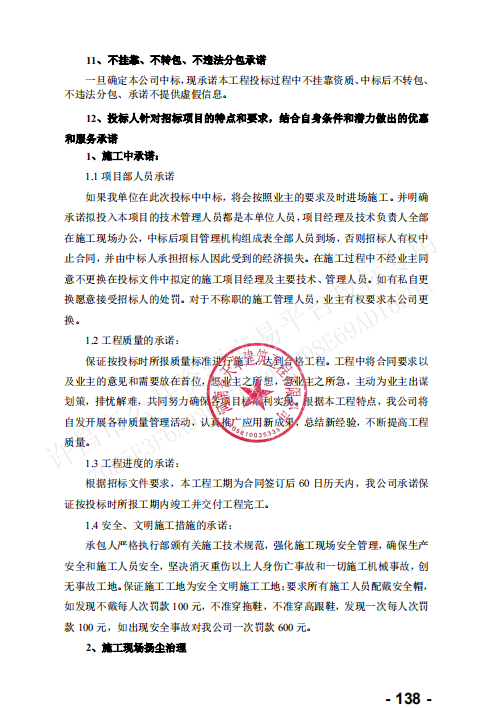 11、不挂靠、不转包、不违法分包承诺
一旦确定本公司中标,现承诺本工程投标过程中不挂靠资质、中标后不转包、
不违法分包、承诺不提供虚假信息。
12、投标人针对招标项目的特点和要求，结合自身条件和潜力做出的优惠
和服务承诺
1、施工中承诺：
1.1 项目部人员承诺
如果我单位在此次投标中中标，将会按照业主的要求及时进场施工。并明确
承诺拟投入本项目的技术管理人员都是本单位人员，项目经理及技术负责人全部
在施工现场办公，中标后项目管理机构组成表全部人员到场，否则招标人有权中
止合同，并由中标人承担招标人因此受到的经济损失。在施工过程中不经业主同
意不更换在投标文件中拟定的施工项目经理及主要技术、管理人员。如有私自更
换愿意接受招标人的处罚。对于不称职的施工管理人员，业主有权要求本公司更
换。
1.2 工程质量的承诺：
保证按投标时所报质量标准进行施工，达到合格工程。工程中将合同要求以
及业主的意见和需要放在首位，想业主之所想，急业主之所急，主动为业主出谋
划策，排忧解难，共同努力确保各项目标顺利实现。根据本工程特点，我公司将
自发开展各种质量管理活动，认真推广应用新成果，总结新经验，不断提高工程
质量。
1.3 工程进度的承诺：
根据招标文件要求，本工程工期为合同签订后 60 日历天内，我公司承诺保
证按投标时所报工期内竣工并交付工程完工。
1.4 安全、文明施工措施的承诺：
承包人严格执行部颁有关施工技术规范，强化施工现场安全管理，确保生产
安全和施工人员安全，坚决消灭重伤以上人身伤亡事故和一切施工机械事故，创
无事故工地。保证施工工地为安全文明施工工地：要求所有施工人员配戴安全帽，
如发现不戴每人次罚款 100 元，不准穿拖鞋，不准穿高跟鞋，发现一次每人次罚
款 100 元，如出现安全事故对我公司一次罚款 600 元。
2、施工现场扬尘治理
- 138 -